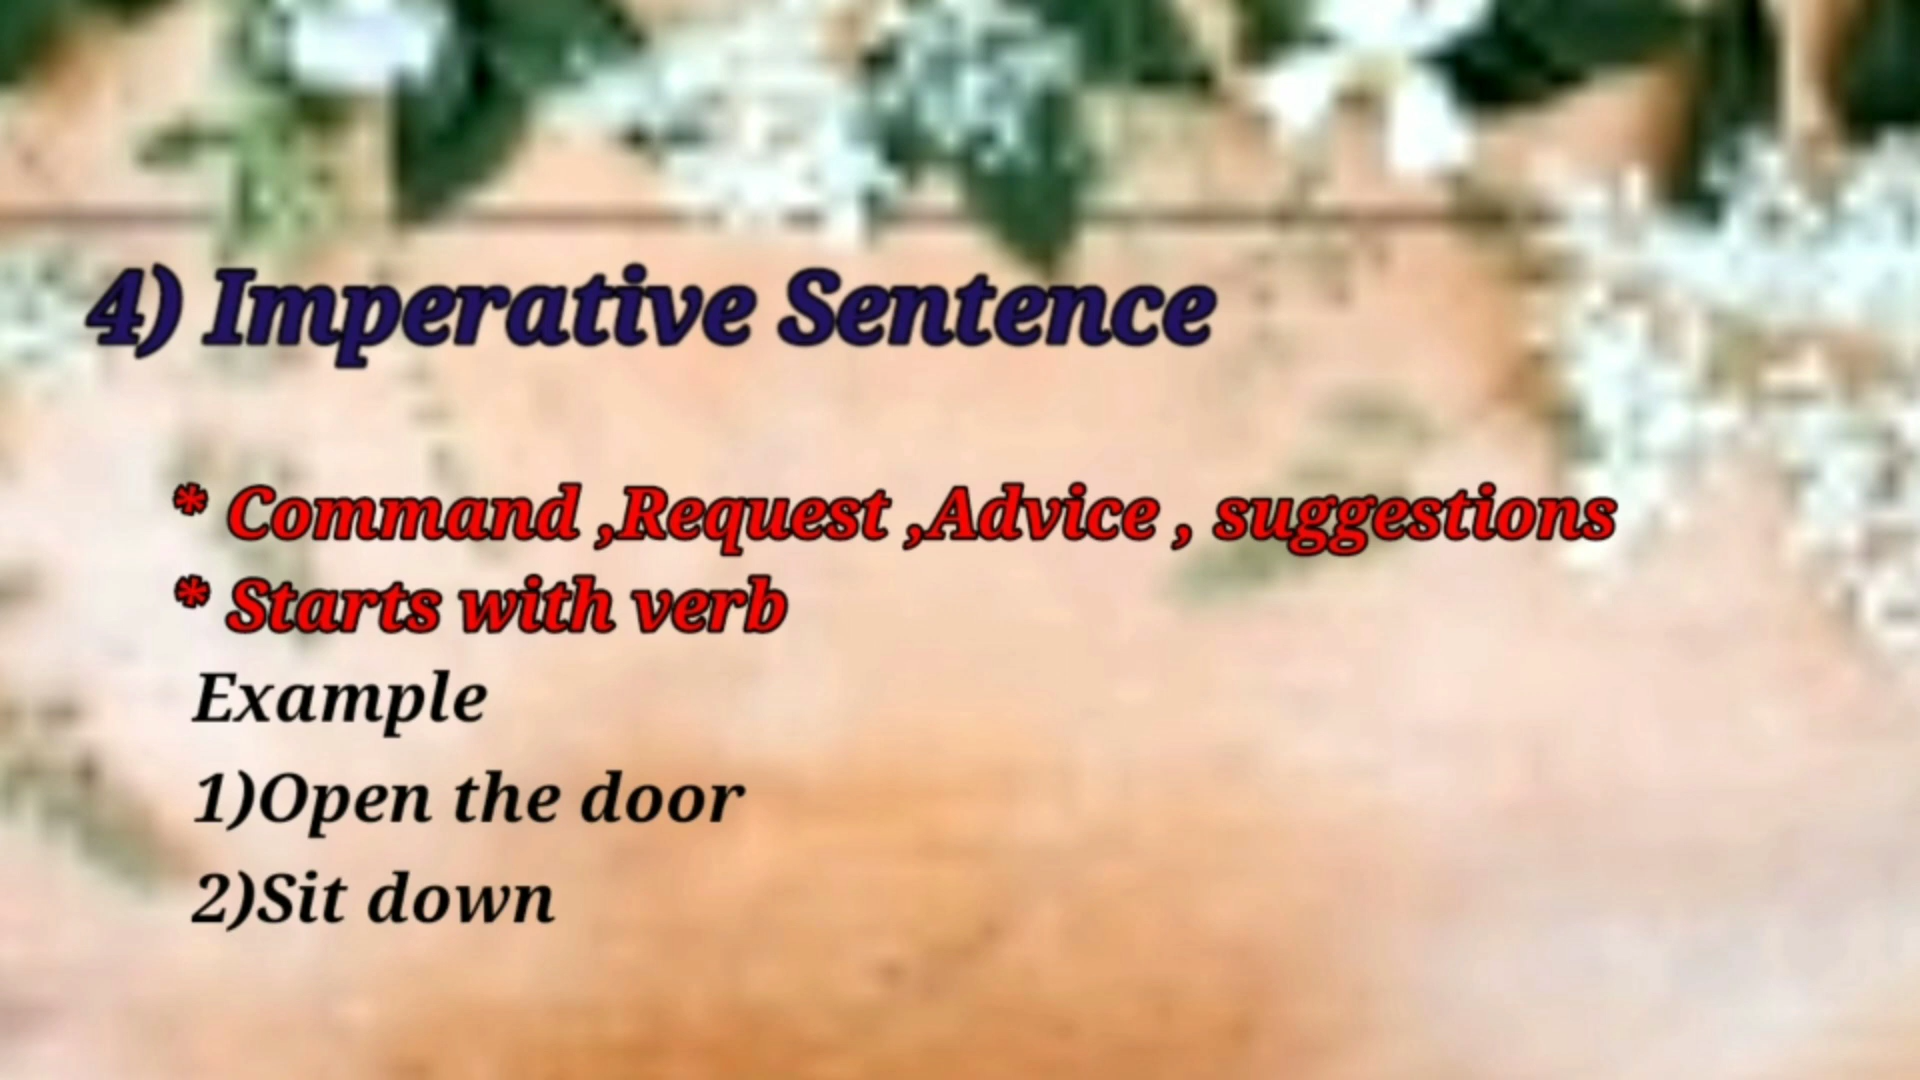 4) Imperative Sentence
* Command ,Request ,Advice , suggestions
* Starts with verb
Example
1)Open the door
2)Sit down